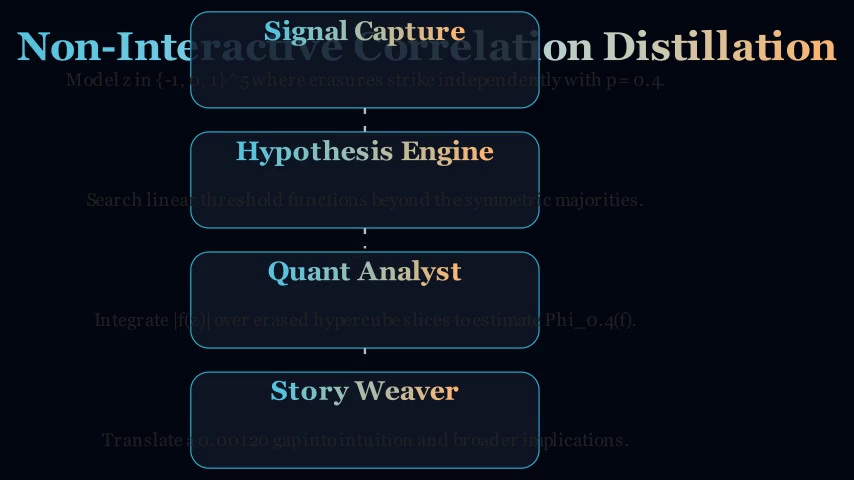 Signal Capture
Non-Interactive Correlation Distillation
Model z in {-1, 0, 1}^5 where erasures strike independently with p = 0.4.
Hypothesis Engine
Search linear threshold functions beyond the symmetric majorities.
Quant Analyst
Integrate |f(z)| over erased hypercube slices to estimate Phi_0.4(f).
Story Weaver
Translate a 0.00120 gap into intuition and broader implications.